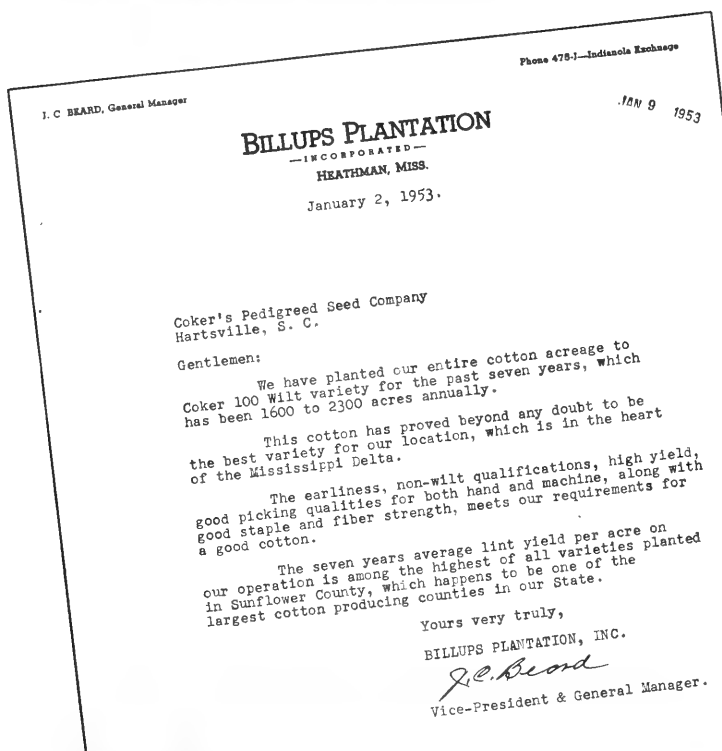 Phone 478-J—Indianola Exchnage
J. C BEARD, General Manager
JAN 9 1953
BILLUPS PLANTATION
—INCORPORATED—
HEATHMAN, MISS.
January 2, 1953.
Coker's Pedigreed Seed Company
Hartsville, S. C.
Gentlemen:
We have planted our entire cotton acreage to
Coker 100 Wilt variety for the past seven years, which
has been 1600 to 2300 acres annually.
This cotton has proved beyond any doubt to be
the best variety for our location, which is in the heart
of the Mississippi Delta.
The earliness, non-wilt qualifications, high yield,
good picking qualities for both hand and machine, along with
good staple and fiber strength, meets our requirements for
a good cotton.
The seven years average lint yield per acre on
our operation is among the highest of all varieties planted
in Sunflower County, which happens to be one of the
largest cotton producing counties in our State.
Yours very truly,
BILLUPS PLANTATION, INC.
J.C. Beard
Vice-President & General Manager.